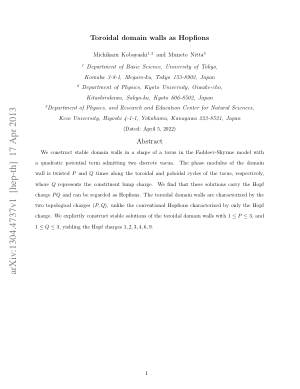 Toroidal domain walls as Hopfions
Michikazu Kobayashi¹,² and Muneto Nitta³
¹ Department of Basic Science, University of Tokyo,
Komaba 3-8-1, Meguro-ku, Tokyo 153-8902, Japan
² Department of Physics, Kyoto University, Oiwake-cho,
Kitashirakawa, Sakyo-ku, Kyoto 606-8502, Japan
³Department of Physics, and Research and Education Center for Natural Sciences,
Keio University, Hiyoshi 4-1-1, Yokohama, Kanagawa 223-8521, Japan
(Dated: April 5, 2022)
Abstract
We construct stable domain walls in a shape of a torus in the Faddeev-Skyrme model with
a quadratic potential term admitting two discrete vacua. The phase modulus of the domain
wall is twisted P and Q times along the toroidal and poloidal cycles of the torus, respectively,
where Q represents the constituent lump charge. We find that these solutions carry the Hopf
charge PQ and can be regarded as Hopfions. The toroidal domain walls are characterized by the
two topological charges (P, Q), unlike the conventional Hopfions characterized by only the Hopf
charge. We explicitly construct stable solutions of the toroidal domain walls with 1 ≤ P ≤ 3, and
1 ≤ Q ≤ 3, yielding the Hopf charges 1, 2, 3, 4, 6, 9.
arXiv:1304.4737v1 [hep-th] 17 Apr 2013
1